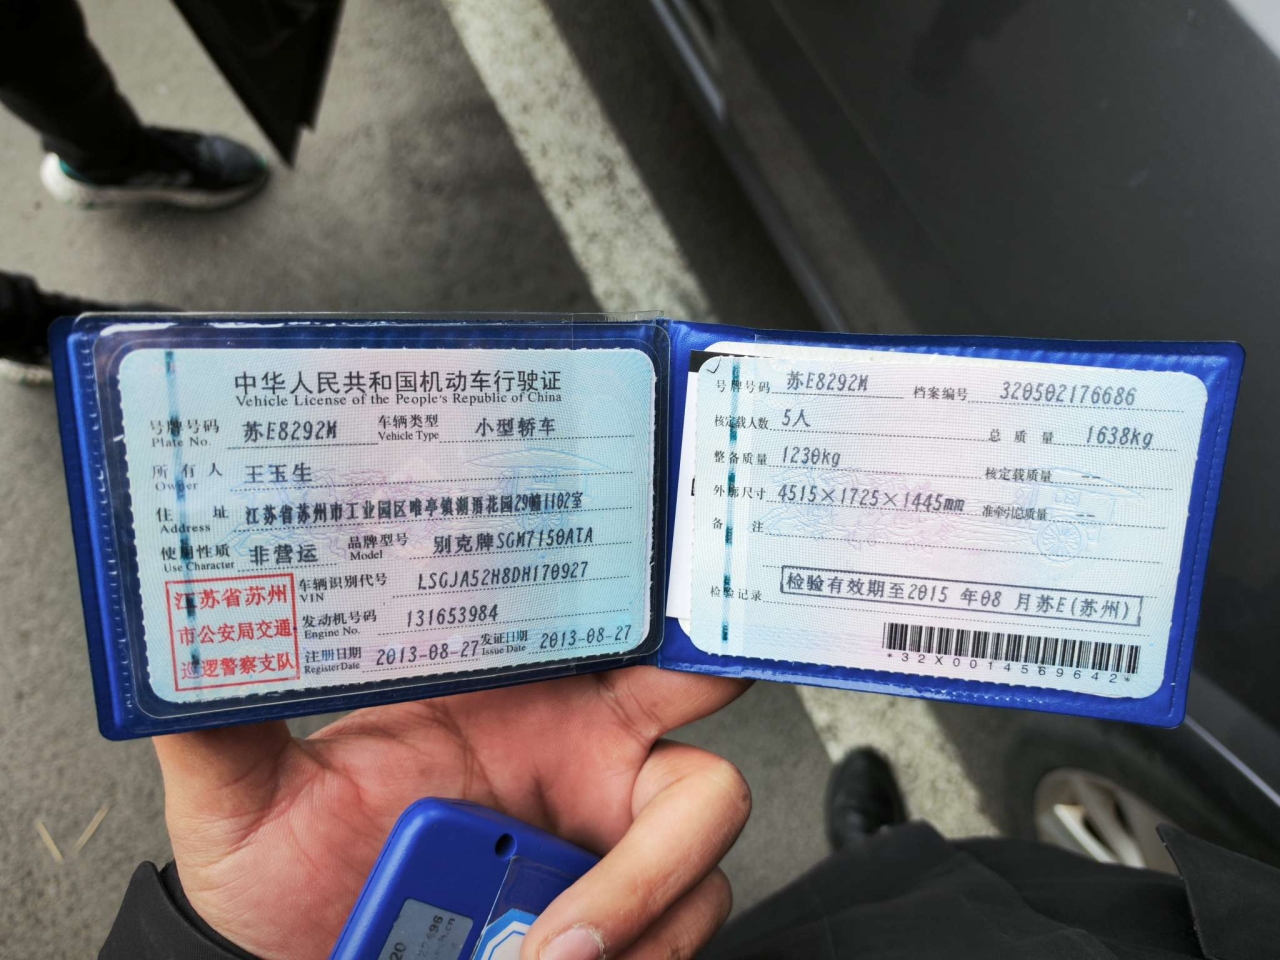 中华人民共和国机动车行驶证
Vehicle License of the People's Republic of China
号牌号码 苏E8292M 车辆类型 小型轿车
Plate No. Vehicle Type
所有人 王玉生
Owner
住址 江苏省苏州市工业园区唯亭镇湖滨花园29幢1102室
Address
使用性质 非营运 品牌型号 别克牌SGM7150ATA
Use Character Model
江苏省苏州
市公安局交通
巡逻警察支队
车辆识别代号 LSGJA52H8DH170927
VIN
发动机号码 131653984
Engine No.
注册日期 2013-08-27 发证日期 2013-08-27
Register Date Issue Date
号牌号码 苏E8292M 档案编号 320502176686
核定载人数 5人 总质量 1638kg
整备质量 1230kg 核定载质量 --
外廓尺寸 4515×1725×1445mm 准牵引总质量 --
备注
检验记录 检验有效期至2015年08月苏E(苏州)
*32X0014569642*